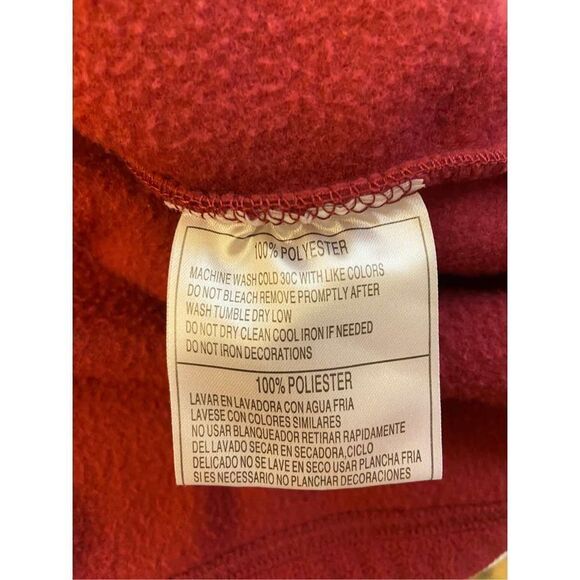 100% POLYESTER
MACHINE WASH COLD 30C WITH LIKE COLORS
DO NOT BLEACH REMOVE PROMPTLY AFTER
WASH TUMBLE DRY LOW
DO NOT DRY CLEAN COOL IRON IF NEEDED
DO NOT IRON DECORATIONS
100% POLIESTER
LAVAR EN LAVADORA CON AGUA FRIA
LAVESE CON COLORES SIMILARES
NO USAR BLANQUEADOR RETIRAR RAPIDAMENTE
DEL LAVADO SECAR EN SECADORA,CICLO
DELICADO NO SE LAVE EN SECO USAR PLANCHA FRIA
SI ES NECESSARIO NO PLANCHAR DECORACIONES